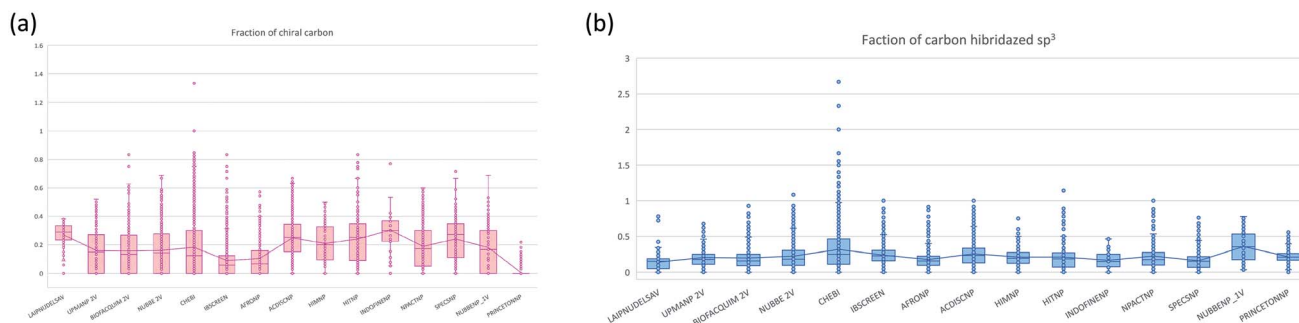 (a)
Fraction of chiral carbon
1.6
1.4
1.2
1
0.8
0.6
0.4
0.2
0
LAIPNUDELSAV
UPMANP 2V
BIOFACQUIM 2V
NUBBE 2V
CHEBI
IBSCREEN
AFRONP
ACDISCNP
HIMNP
HITNP
INDOFINENP
NPACTNP
SPECSNP
NUBBENP_1V
PRINCETONNP
(b)
Faction of carbon hibridazed sp³
3
2.5
2
1.5
1
0.5
0
LAIPNUDELSAV
UPMANP 2V
BIOFACQUIM 2V
NUBBE 2V
CHEBI
IBSCREEN
AFRONP
ACDISCNP
HIMNP
HITNP
INDOFINENP
NPACTNP
SPECSNP
NUBBENP _1V
PRINCETONNP